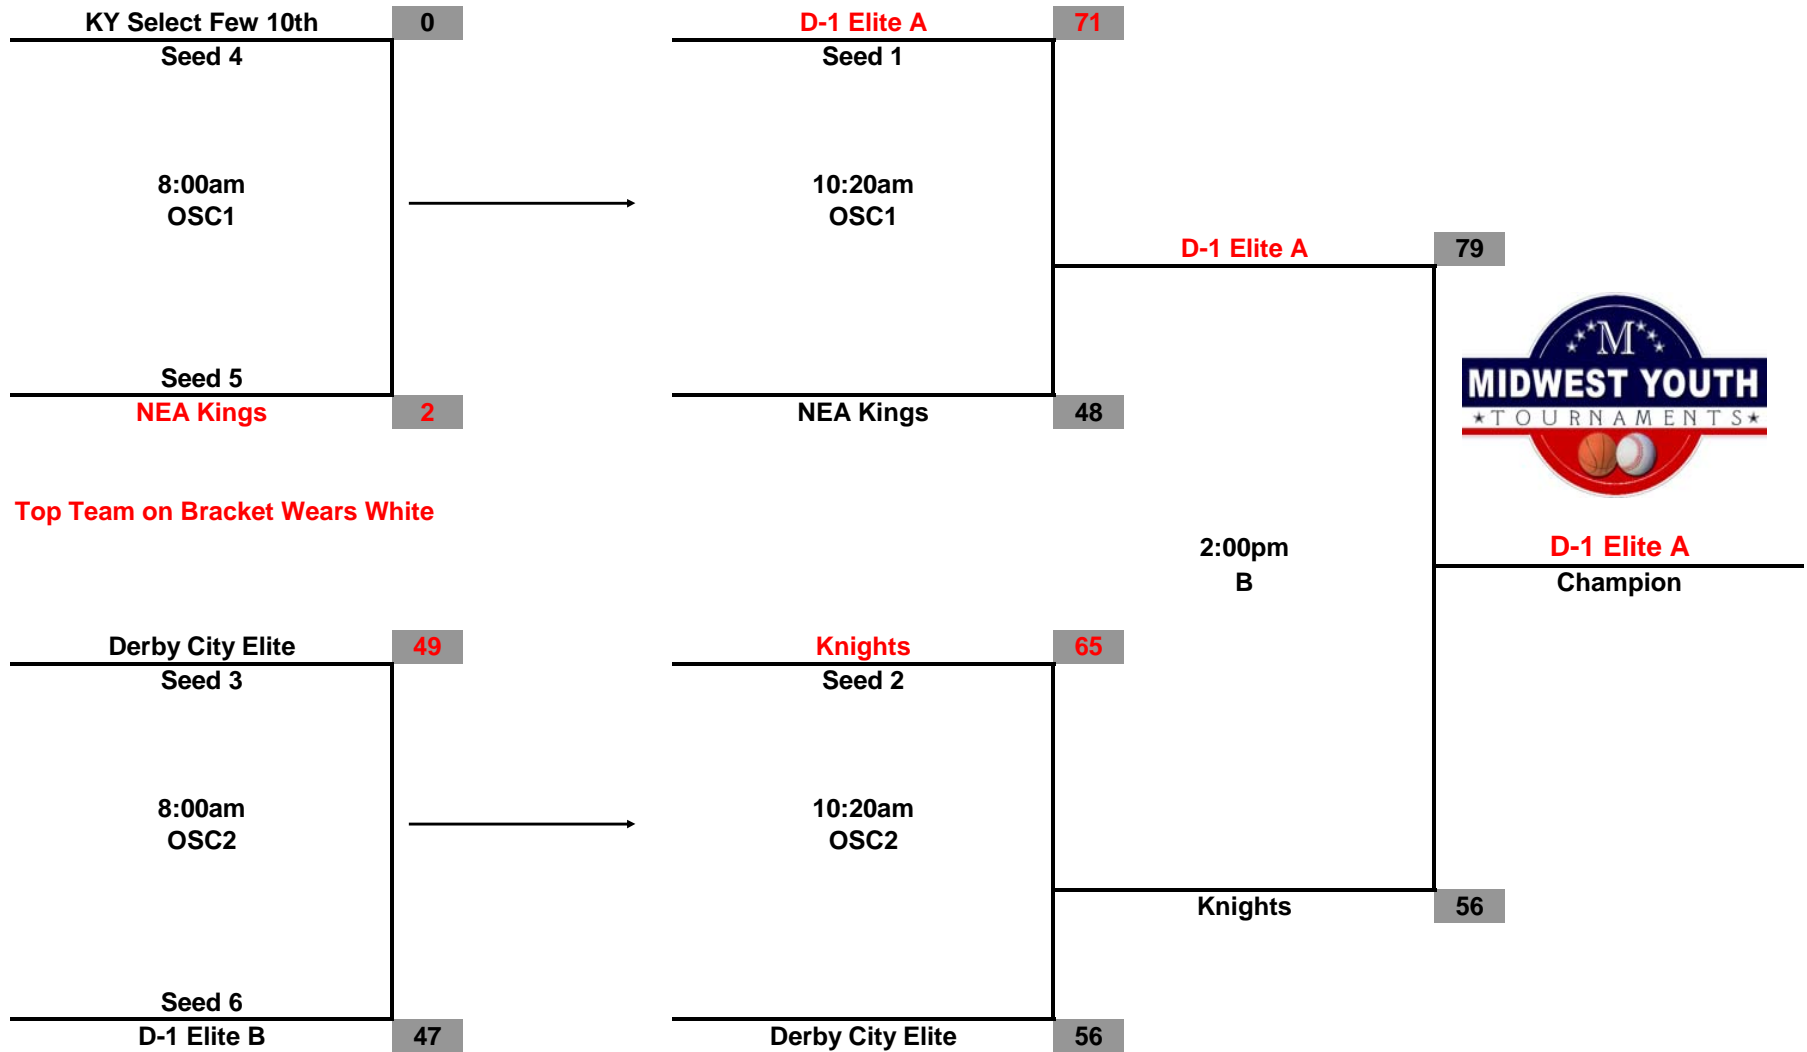 KY Select Few 10th 0
Seed 4
8:00am
OSC1
Seed 5
NEA Kings 2
D-1 Elite A 71
Seed 1
10:20am
OSC1
NEA Kings 48
D-1 Elite A 79
M
MIDWEST YOUTH
★TOURNAMENTS★
Top Team on Bracket Wears White
2:00pm
B
D-1 Elite A
Champion
Derby City Elite 49
Seed 3
8:00am
OSC2
Seed 6
D-1 Elite B 47
Knights 65
Seed 2
10:20am
OSC2
Derby City Elite 56
Knights 56